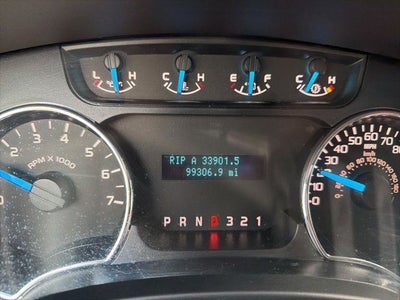 L H C H E F C H
RIP A 33901.5
99306.9 mi
P R N D 3 2 1
RPM X 1000
1 2 3 4 5 6 7
MPH
km/h
20 30 40 50 60 70 80